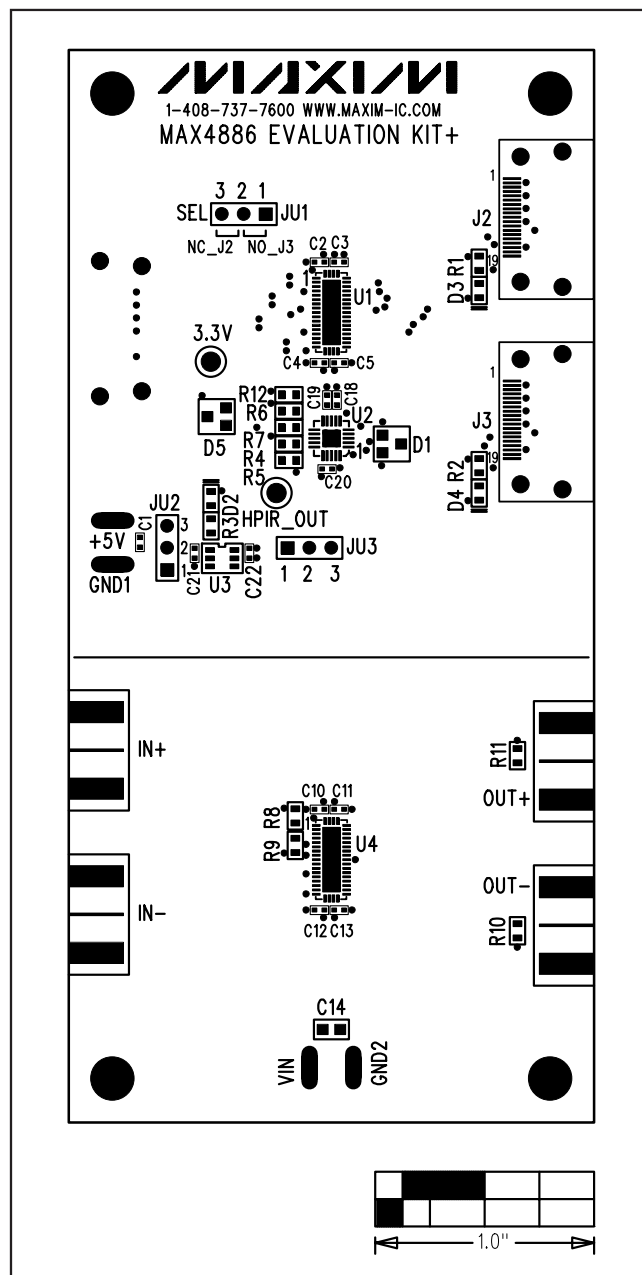 MAXIM
1-408-737-7600 WWW.MAXIM-IC.COM
MAX4886 EVALUATION KIT+
3 2 1
SEL JU1
NC_J2 NO_J3
C2 C3
1
U1
C4 C5
3.3V
1
J2
19
R1
D3
1
J3
19
R2
D4
R12
R6
R7
R4
R5
C19 C18
U2
1
D1
C20
D5
HPIR_OUT
R3 D2
JU2
3
2
1
C1
+5V
GND1
C21
U3
C22
JU3
1 2 3
IN+
IN-
R11
OUT+
OUT-
R10
C10 C11
R8
R9
1
U4
C12 C13
C14
VIN
GND2
1.0"